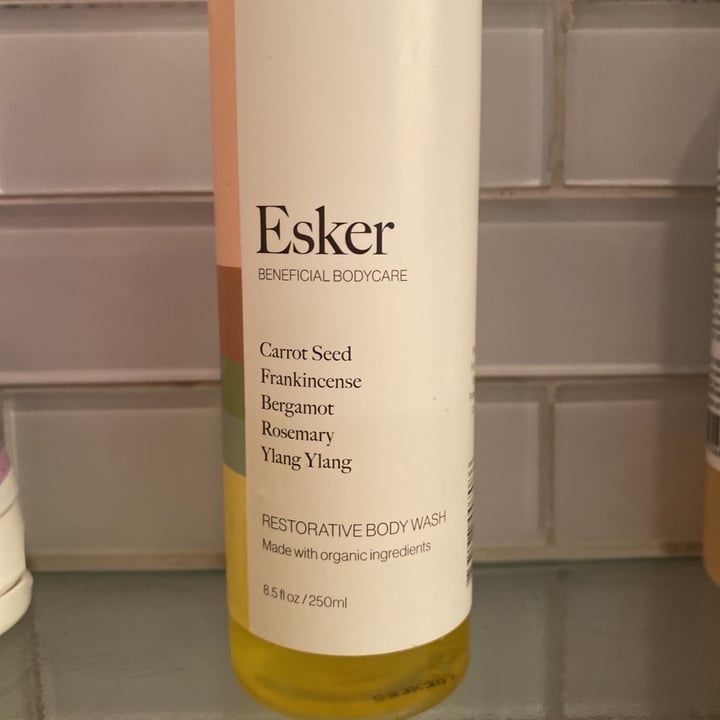 Esker
BENEFICIAL BODYCARE
Carrot Seed
Frankincense
Bergamot
Rosemary
Ylang Ylang
RESTORATIVE BODY WASH
Made with organic ingredients
8.5 fl oz / 250ml